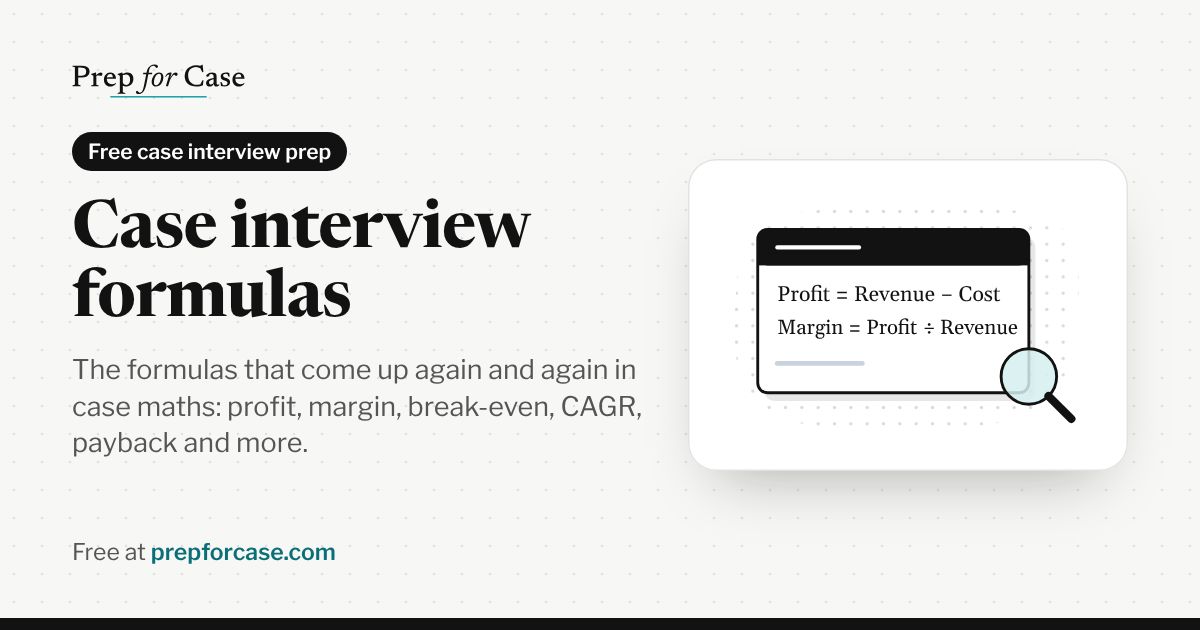 Prep for Case
Free case interview prep
Case interview
formulas
The formulas that come up again and again in
case maths: profit, margin, break-even, CAGR,
payback and more.
Free at prepforcase.com
Profit = Revenue − Cost
Margin = Profit ÷ Revenue